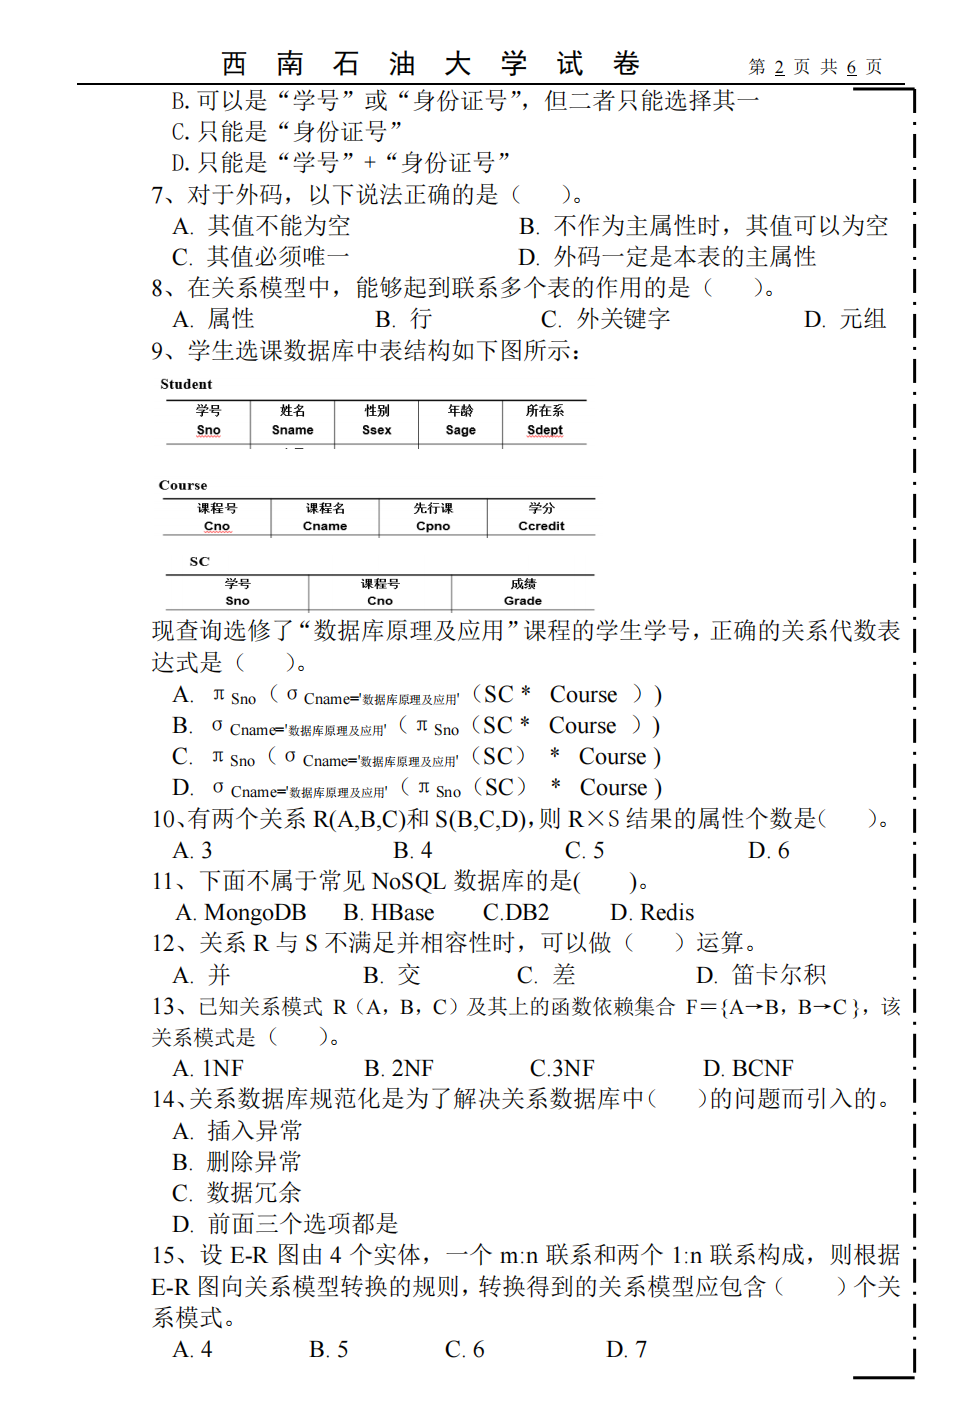 西南石油大学试卷 第 2 页 共 6 页
B.可以是“学号”或“身份证号”，但二者只能选择其一
C.只能是“身份证号”
D.只能是“学号”+“身份证号”
7、对于外码，以下说法正确的是（ ）。
A. 其值不能为空 B. 不作为主属性时，其值可以为空
C. 其值必须唯一 D. 外码一定是本表的主属性
8、在关系模型中，能够起到联系多个表的作用的是（ ）。
A. 属性 B. 行 C. 外关键字 D. 元组
9、学生选课数据库中表结构如下图所示：
Student
学号 姓名 性别 年龄 所在系
Sno Sname Ssex Sage Sdept
Course
课程号 课程名 先行课 学分
Cno Cname Cpno Ccredit
SC
学号 课程号 成绩
Sno Cno Grade
现查询选修了“数据库原理及应用”课程的学生学号，正确的关系代数表
达式是（ ）。
A. π Sno（σ Cname='数据库原理及应用'（SC * Course ））
B. σ Cname='数据库原理及应用'（π Sno（SC * Course ））
C. π Sno（σ Cname='数据库原理及应用'（SC） * Course )
D. σ Cname='数据库原理及应用'（π Sno（SC） * Course )
10、有两个关系 R(A,B,C)和 S(B,C,D)，则 R×S 结果的属性个数是（ ）。
A. 3 B. 4 C. 5 D. 6
11、下面不属于常见 NoSQL 数据库的是( )。
A. MongoDB B. HBase C.DB2 D. Redis
12、关系 R 与 S 不满足并相容性时，可以做（ ）运算。
A. 并 B. 交 C. 差 D. 笛卡尔积
13、已知关系模式 R（A，B，C）及其上的函数依赖集合 F＝{A→B，B→C }，该
关系模式是（ ）。
A. 1NF B. 2NF C.3NF D. BCNF
14、关系数据库规范化是为了解决关系数据库中（ ）的问题而引入的。
A. 插入异常
B. 删除异常
C. 数据冗余
D. 前面三个选项都是
15、设 E-R 图由 4 个实体，一个 m:n 联系和两个 1:n 联系构成，则根据
E-R 图向关系模型转换的规则，转换得到的关系模型应包含（ ）个关
系模式。
A. 4 B. 5 C. 6 D. 7